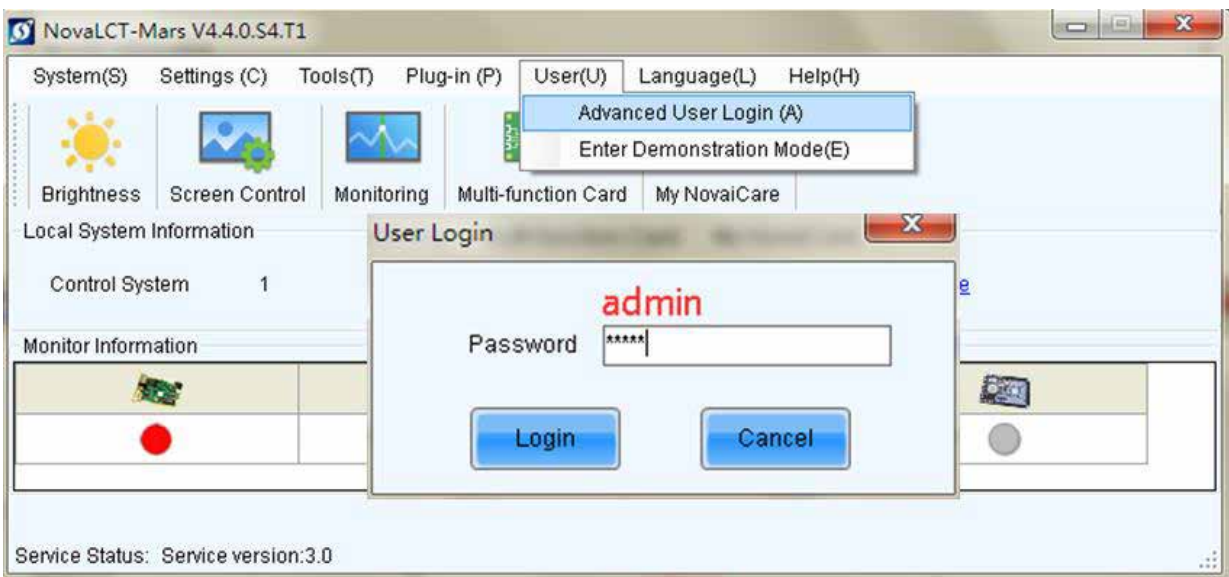 NovaLCT-Mars V4.4.0.S4.T1
System(S) Settings (C) Tools(T) Plug-in (P) User(U) Language(L) Help(H)
Advanced User Login (A)
Enter Demonstration Mode(E)
Brightness Screen Control Monitoring Multi-function Card My NovaiCare
Local System Information
User Login
Control System 1
e
admin
Password *****
Monitor Information
Login Cancel
Service Status: Service version:3.0